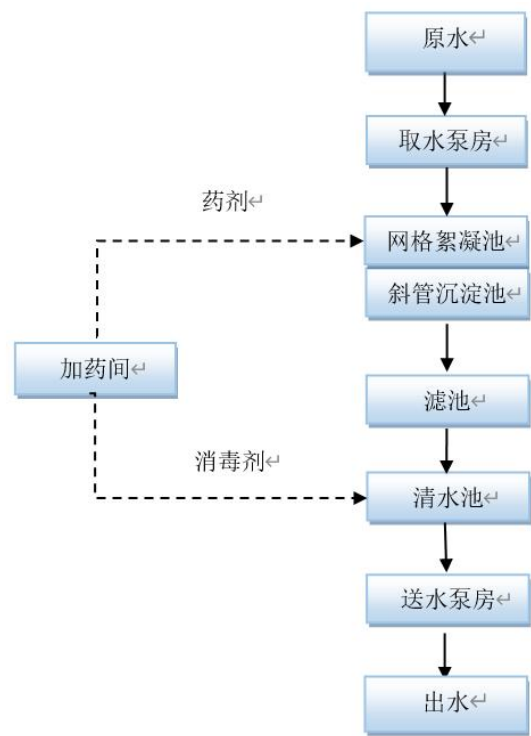 原水↵
取水泵房↵
药剂↵
网格絮凝池↵
斜管沉淀池↵
加药间↵
滤池↵
消毒剂↵
清水池↵
送水泵房↵
出水↵